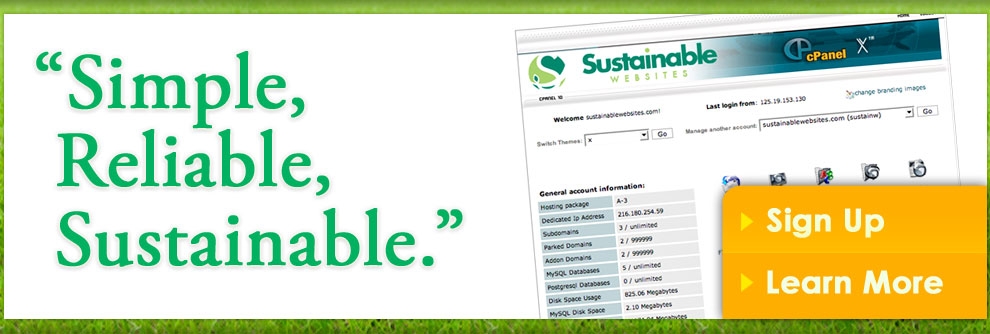 “Simple,
Reliable,
Sustainable.”
HOME
Sustainable
WEBSITES
cPanel X™
CPANEL 10
change branding images
Welcome sustainablewebsites.com!
Last login from: 125.19.153.130
Switch Themes: x Go
Manage another account: sustainablewebsites.com (sustainw) Go
General account information:
Hosting package A-3
Dedicated Ip Address 216.180.254.59
Subdomains 3 / unlimited
Parked Domains 2 / 999999
Addon Domains 2 / 999999
MySQL Databases 5 / unlimited
Postgresql Databases 0 / unlimited
Disk Space Usage 825.06 Megabytes
MySQL Disk Space 2.10 Megabytes
Megabytes
Sign Up
Learn More